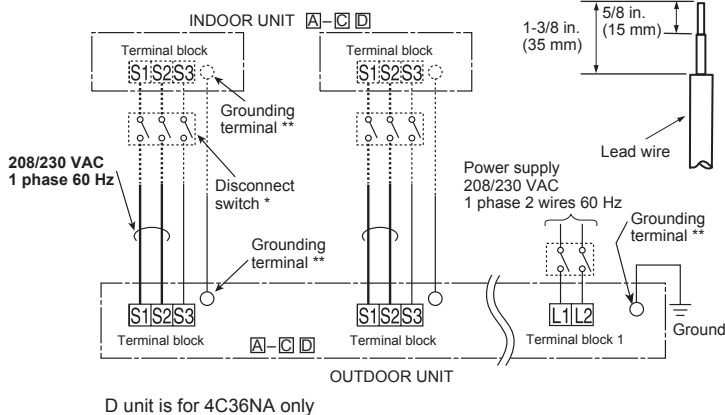 INDOOR UNIT A–C D
Terminal block
S1 S2 S3
Terminal block
S1 S2 S3
Grounding
terminal **
208/230 VAC
1 phase 60 Hz
Disconnect
switch *
Grounding
terminal **
5/8 in.
(15 mm)
1-3/8 in.
(35 mm)
Lead wire
Power supply
208/230 VAC
1 phase 2 wires 60 Hz
Grounding
terminal **
S1 S2 S3
Terminal block
A–C D
S1 S2 S3
Terminal block
L1 L2
Terminal block 1
Ground
OUTDOOR UNIT
D unit is for 4C36NA only